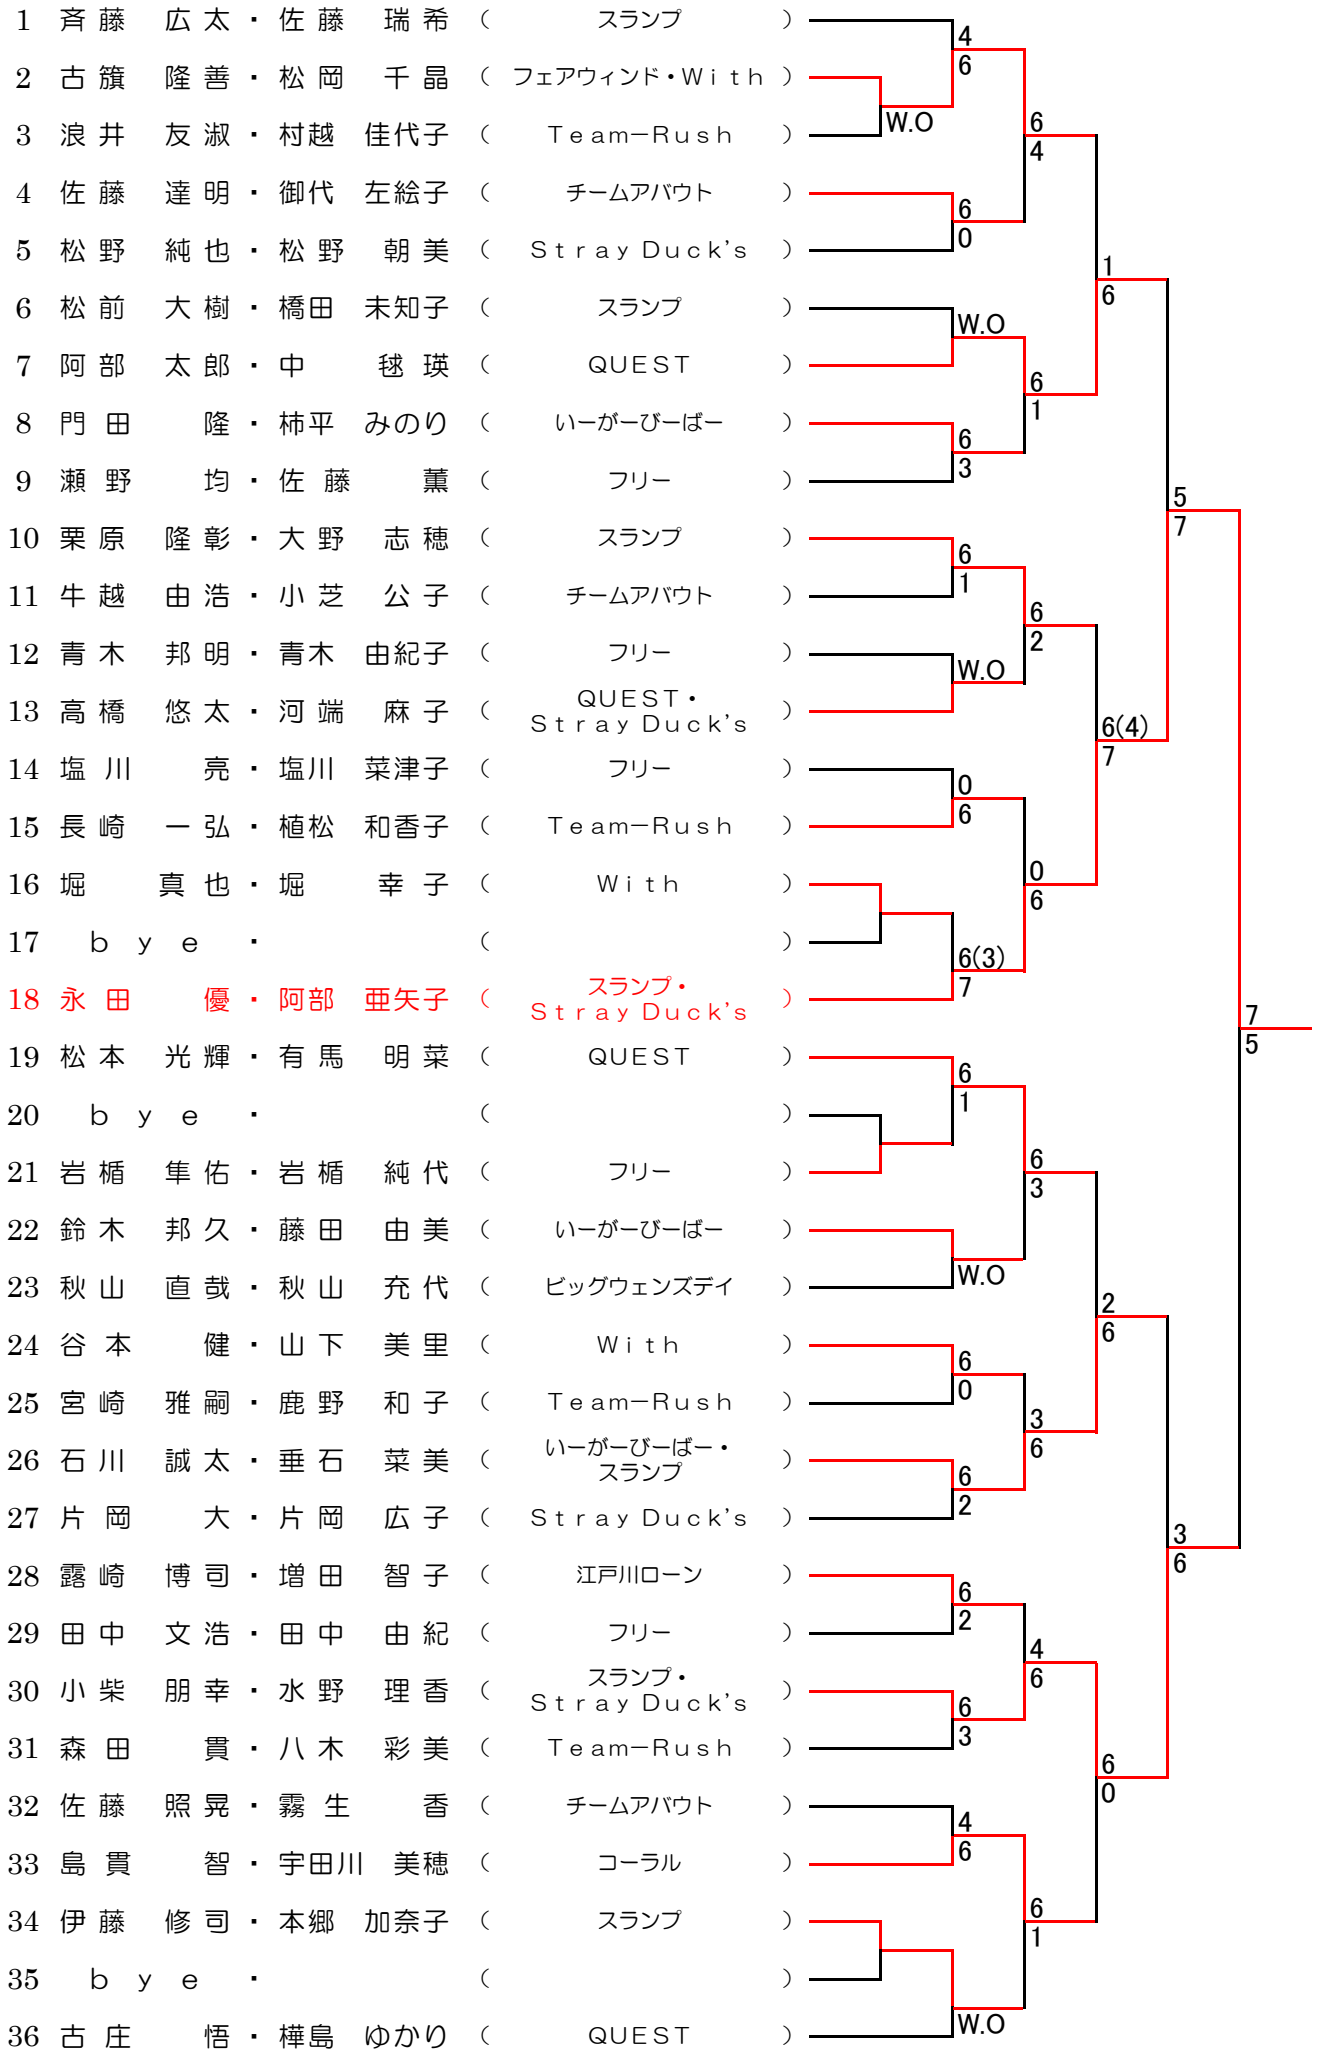 1 斉藤 広太・佐藤 瑞希 ( スランプ )
4
6
2 古籏 隆善・松岡 千晶 ( フェアウィンド・Ｗｉｔｈ )
W.O
3 浪井 友淑・村越 佳代子 ( Ｔｅａｍ－Ｒｕｓｈ )
6
4
4 佐藤 達明・御代 左絵子 ( チームアバウト )
6
0
5 松野 純也・松野 朝美 ( Ｓｔｒａｙ Ｄｕｃｋ’ｓ )
1
6
6 松前 大樹・橋田 未知子 ( スランプ )
W.O
7 阿部 太郎・中 毬瑛 ( ＱＵＥＳＴ )
6
1
8 門田 隆・柿平 みのり ( いーがーびーばー )
6
3
9 瀬野 均・佐藤 薫 ( フリー )
5
7
10 栗原 隆彰・大野 志穂 ( スランプ )
6
1
11 牛越 由浩・小芝 公子 ( チームアバウト )
6
2
12 青木 邦明・青木 由紀子 ( フリー )
W.O
13 高橋 悠太・河端 麻子 ( ＱＵＥＳＴ・
Ｓｔｒａｙ Ｄｕｃｋ’ｓ )
6(4)
7
14 塩川 亮・塩川 菜津子 ( フリー )
0
6
15 長崎 一弘・植松 和香子 ( Ｔｅａｍ－Ｒｕｓｈ )
16 堀 真也・堀 幸子 ( Ｗｉｔｈ )
0
6
17 ｂｙｅ ・ ( )
6(3)
7
18 永田 優・阿部 亜矢子 ( スランプ・
Ｓｔｒａｙ Ｄｕｃｋ’ｓ )
7
5
19 松本 光輝・有馬 明菜 ( ＱＵＥＳＴ )
6
1
20 ｂｙｅ ・ ( )
21 岩楯 隼佑・岩楯 純代 ( フリー )
6
3
22 鈴木 邦久・藤田 由美 ( いーがーびーばー )
W.O
23 秋山 直哉・秋山 充代 ( ビッグウェンズデイ )
2
6
24 谷本 健・山下 美里 ( Ｗｉｔｈ )
6
0
25 宮崎 雅嗣・鹿野 和子 ( Ｔｅａｍ－Ｒｕｓｈ )
3
6
26 石川 誠太・垂石 菜美 ( いーがーびーばー・
スランプ )
6
2
27 片岡 大・片岡 広子 ( Ｓｔｒａｙ Ｄｕｃｋ’ｓ )
3
6
28 露崎 博司・増田 智子 ( 江戸川ローン )
6
2
29 田中 文浩・田中 由紀 ( フリー )
4
6
30 小柴 朋幸・水野 理香 ( スランプ・
Ｓｔｒａｙ Ｄｕｃｋ’ｓ )
6
3
31 森田 貫・八木 彩美 ( Ｔｅａｍ－Ｒｕｓｈ )
6
0
32 佐藤 照晃・霧生 香 ( チームアバウト )
4
6
33 島貫 智・宇田川 美穂 ( コーラル )
34 伊藤 修司・本郷 加奈子 ( スランプ )
6
1
35 ｂｙｅ ・ ( )
W.O
36 古庄 悟・樺島 ゆかり ( ＱＵＥＳＴ )